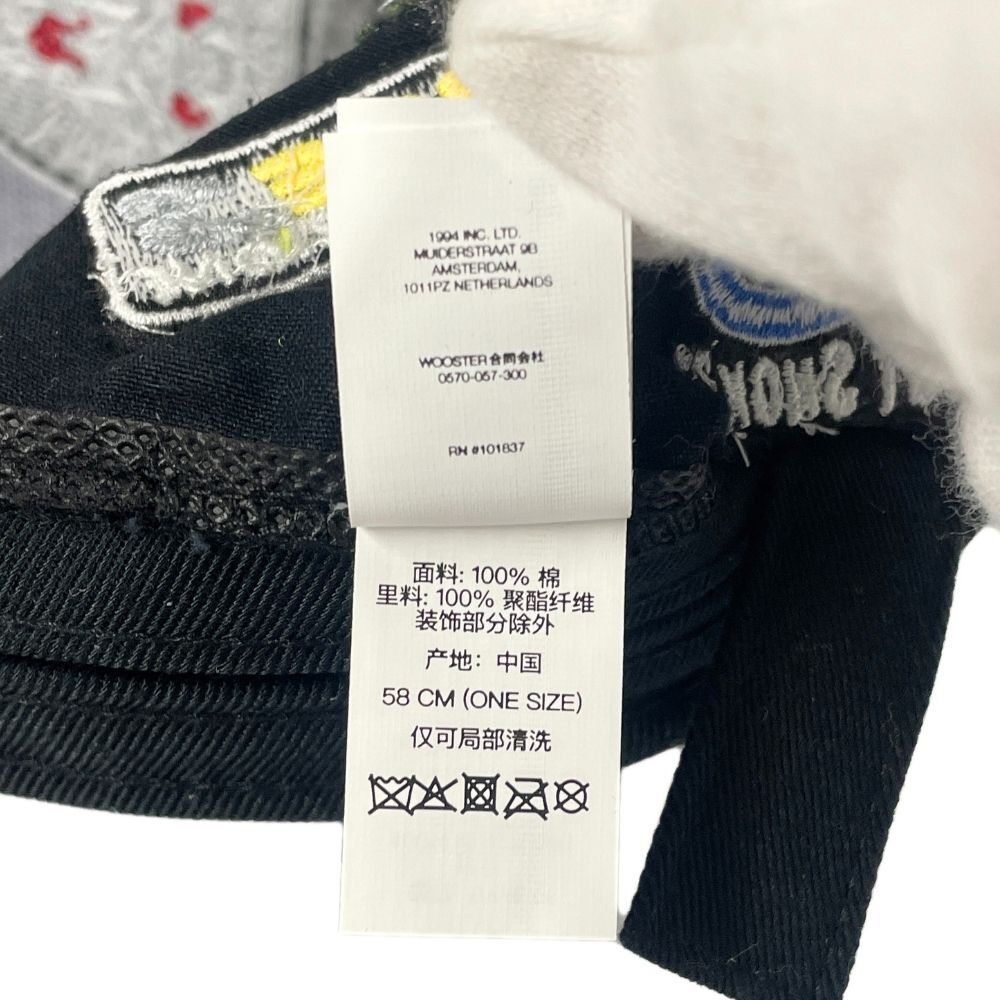 1994 INC. LTD.
MUIDERSTRAAT 9B
AMSTERDAM,
1011PZ NETHERLANDS
WOOSTER合同会社
0570-057-300
RN #101837
面料: 100% 棉
里料: 100% 聚酯纤维
装饰部分除外
产地: 中国
58 CM (ONE SIZE)
仅可局部清洗